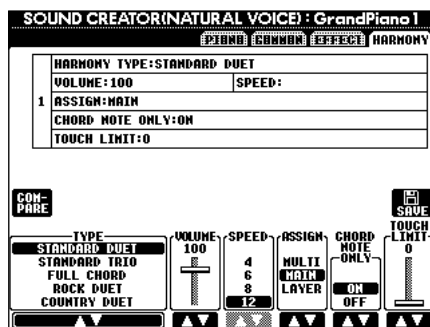 SOUND CREATOR(NATURAL VOICE) : GrandPiano1
PIANO COMMON EFFECT HARMONY
HARMONY TYPE:STANDARD DUET
VOLUME:100 SPEED:
1 ASSIGN:MAIN
CHORD NOTE ONLY:ON
TOUCH LIMIT:0
COM-
PARE
SAVE
TYPE
STANDARD DUET
STANDARD TRIO
FULL CHORD
ROCK DUET
COUNTRY DUET
VOLUME
100
SPEED
4
6
8
12
ASSIGN
MULTI
MAIN
LAYER
CHORD
NOTE
ONLY
ON
OFF
TOUCH
LIMIT
0